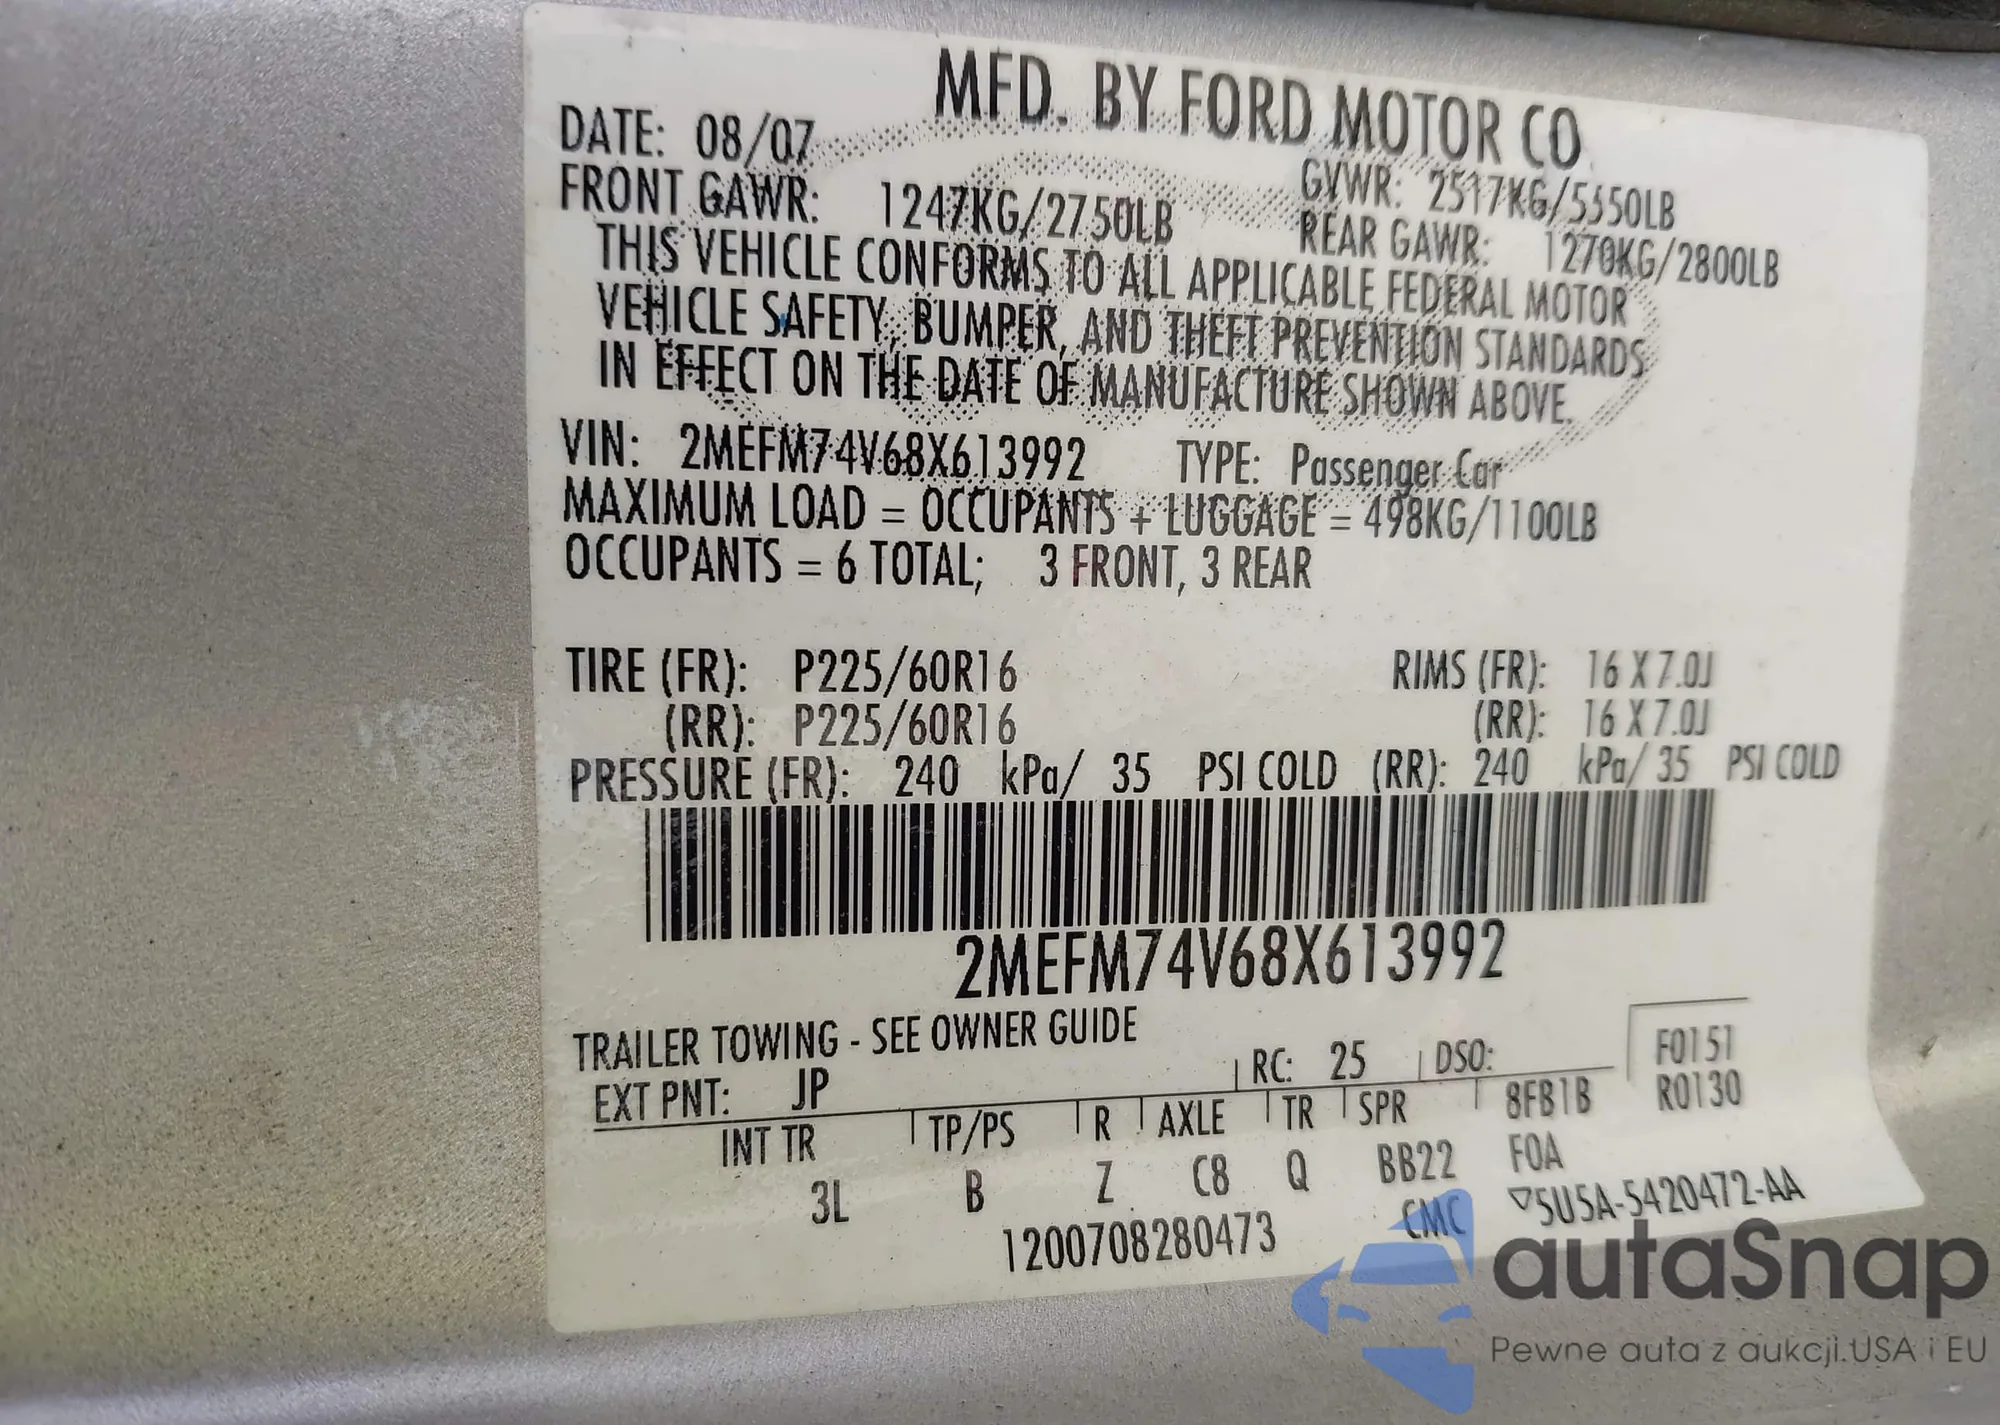 MFD. BY FORD MOTOR CO
DATE: 08/07
GVWR: 2517KG/5550LB
FRONT GAWR: 1247KG/2750LB
REAR GAWR: 1270KG/2800LB
THIS VEHICLE CONFORMS TO ALL APPLICABLE FEDERAL MOTOR
VEHICLE SAFETY, BUMPER, AND THEFT PREVENTION STANDARDS
IN EFFECT ON THE DATE OF MANUFACTURE SHOWN ABOVE.
VIN: 2MEFM74V68X613992 TYPE: Passenger Car
MAXIMUM LOAD = OCCUPANTS + LUGGAGE = 498KG/1100LB
OCCUPANTS = 6 TOTAL; 3 FRONT, 3 REAR
TIRE (FR): P225/60R16 RIMS (FR): 16 X 7.0J
(RR): P225/60R16 (RR): 16 X 7.0J
PRESSURE (FR): 240 kPa/ 35 PSI COLD (RR): 240 kPa/ 35 PSI COLD
2MEFM74V68X613992
TRAILER TOWING - SEE OWNER GUIDE
EXT PNT: JP RC: 25 DSO: F0151
INT TR TP/PS R AXLE TR SPR 8FB1B R0130
3L B Z C8 Q BB22 FOA
1200708280473 CMC ▽5U5A-5420472-AA
autaSnap
Pewne auta z aukcji.USA i EU